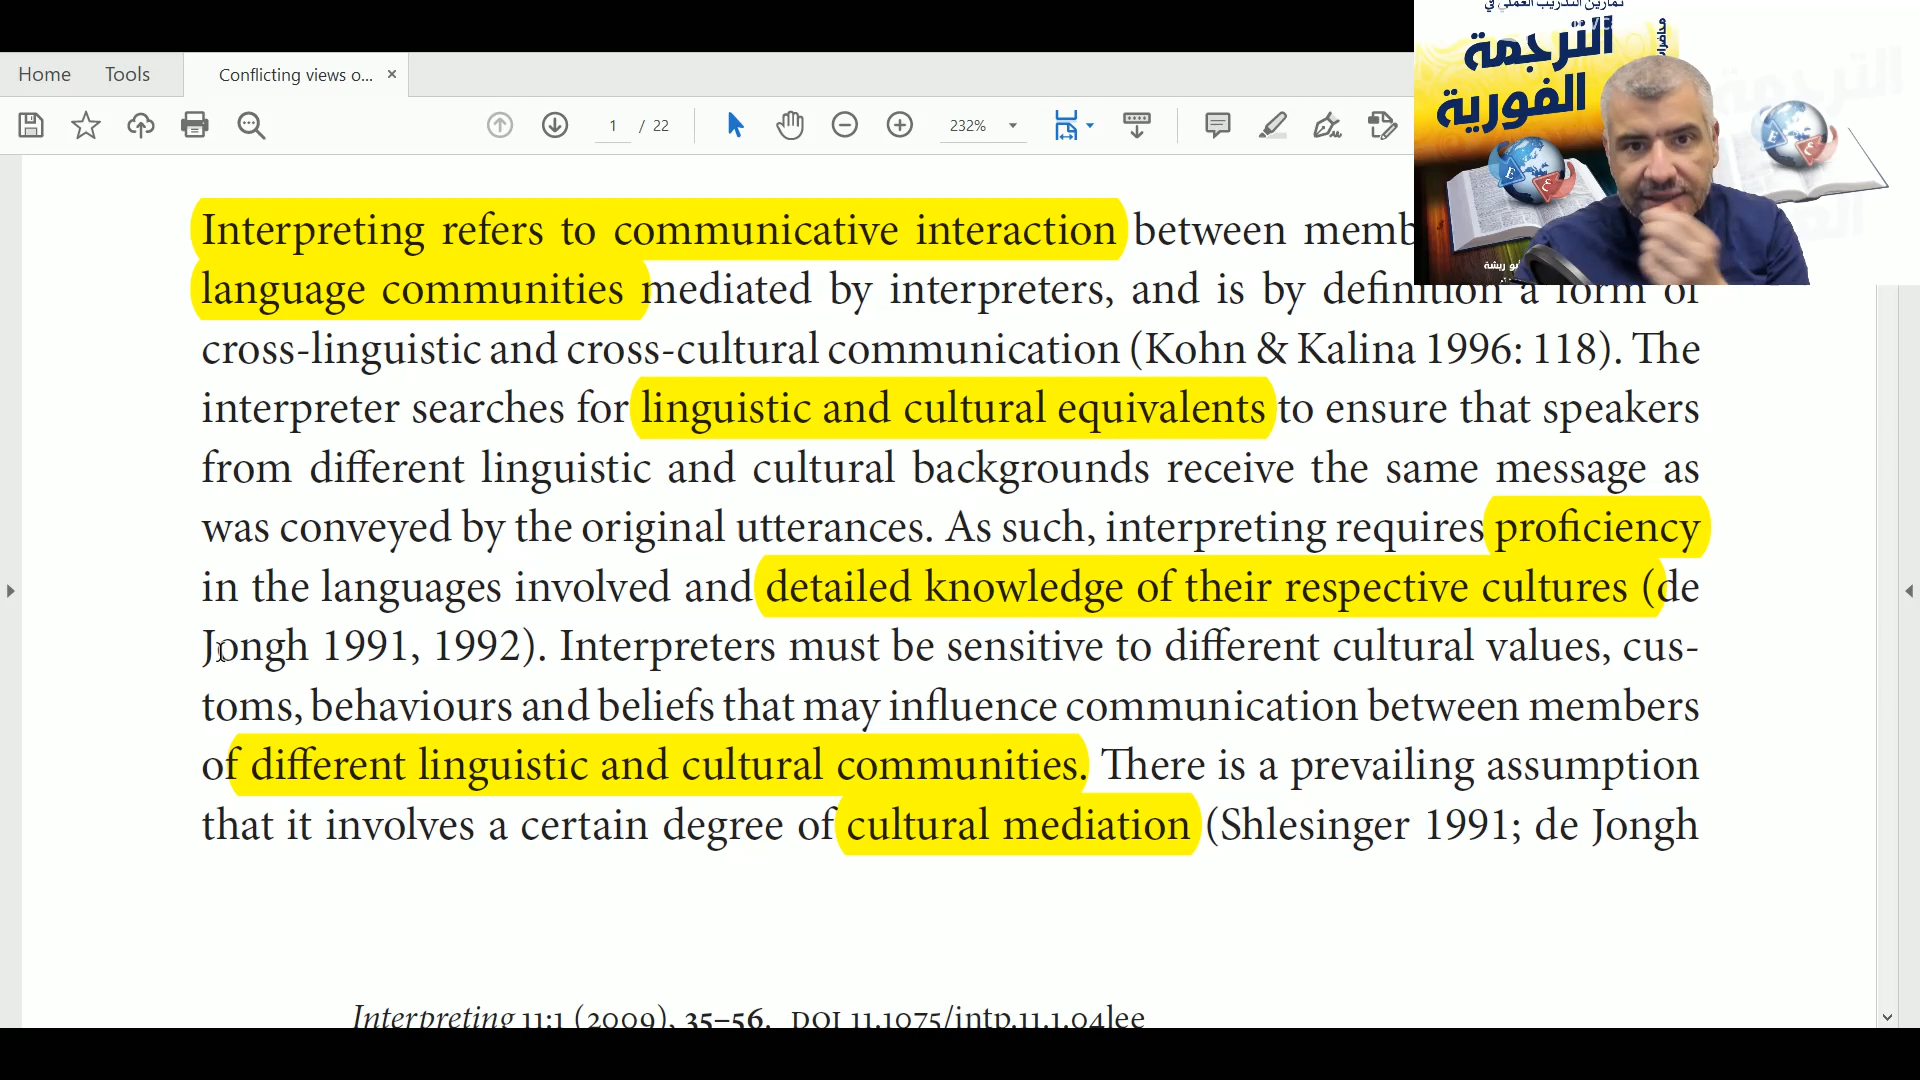 Home Tools Conflicting views o... ×
1 / 22 232%
تمارين التدريب العملي في
الترجمة
الفورية
E ع
Interpreting refers to communicative interaction between memb
language communities mediated by interpreters, and is by definition a form of
cross-linguistic and cross-cultural communication (Kohn & Kalina 1996: 118). The
interpreter searches for linguistic and cultural equivalents to ensure that speakers
from different linguistic and cultural backgrounds receive the same message as
was conveyed by the original utterances. As such, interpreting requires proficiency
in the languages involved and detailed knowledge of their respective cultures (de
Jongh 1991, 1992). Interpreters must be sensitive to different cultural values, cus-
toms, behaviours and beliefs that may influence communication between members
of different linguistic and cultural communities. There is a prevailing assumption
that it involves a certain degree of cultural mediation (Shlesinger 1991; de Jongh
Interpreting 11:1 (2009), 35–56. DOI 11.1075/intp.11.1.04lee